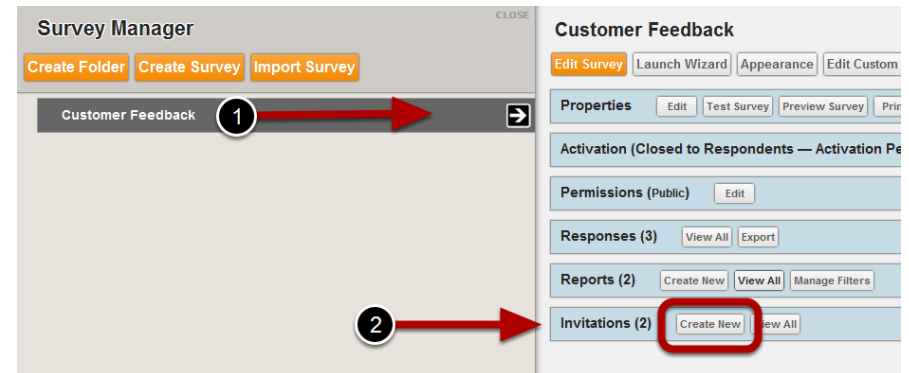 CLOSE
Survey Manager
Create Folder Create Survey Import Survey
Customer Feedback 1
2
Customer Feedback
Edit Survey Launch Wizard Appearance Edit Custom
Properties Edit Test Survey Preview Survey
Activation (Closed to Respondents — Activation
Permissions (Public) Edit
Responses (3) View All Export
Reports (2) Create New View All Manage Filters
Invitations (2) Create New View All